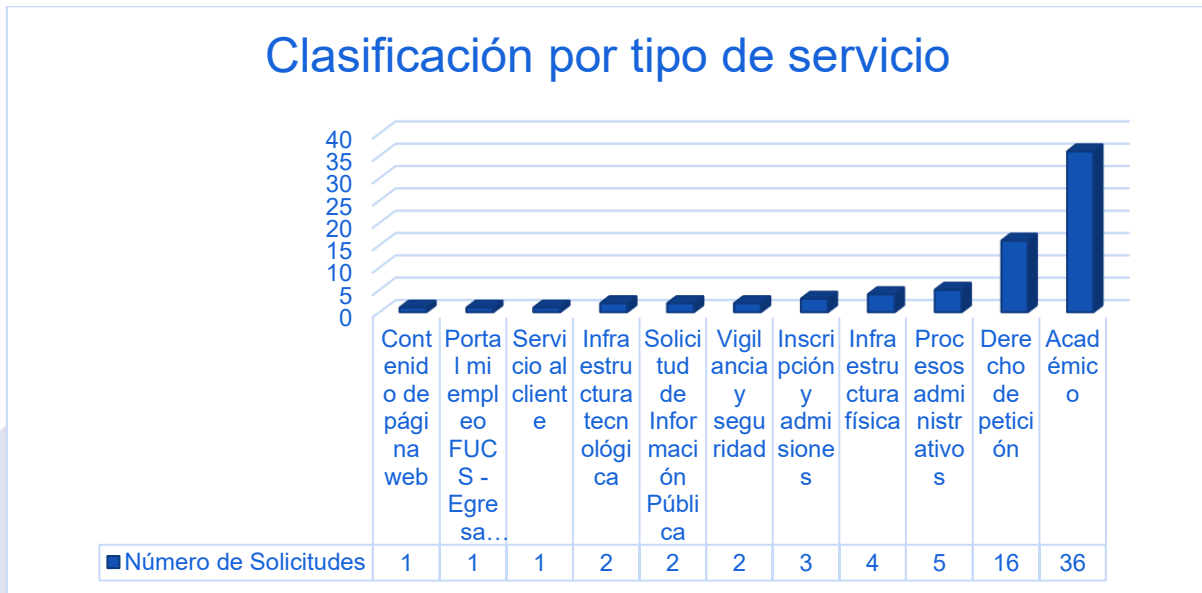 Clasificación por tipo de servicio
40
35
30
25
20
15
10
5
0
Cont
enid
o de
pági
na
web
Porta
l mi
empl
eo
FUC
S -
Egre
sa…
Servi
cio al
client
e
Infra
estru
ctura
tecn
ológi
ca
Solici
tud
de
Infor
maci
ón
Públi
ca
Vigil
ancia
y
segu
ridad
Inscri
pción
y
admi
sione
s
Infra
estru
ctura
física
Proc
esos
admi
nistr
ativo
s
Dere
cho
de
petici
ón
Acad
émic
o
Número de Solicitudes 1 1 1 2 2 2 3 4 5 16 36